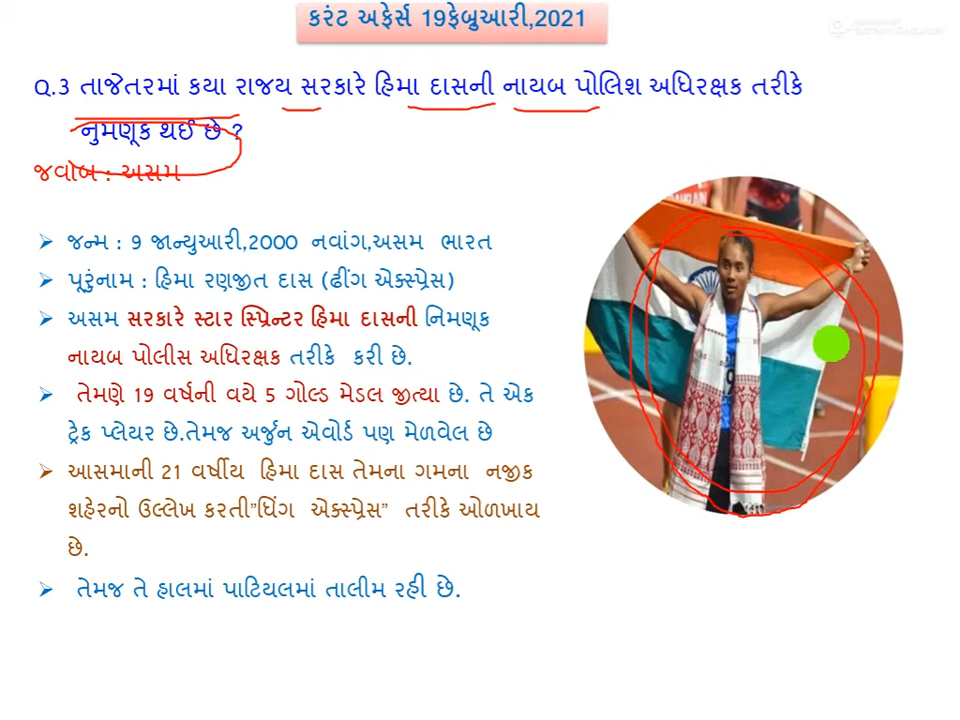 કરંટ અફેર્સ 19ફેબ્રુઆરી,2021
Q.૩ તાજેતરમાં કયા રાજય સરકારે હિમા દાસની નાયબ પોલિશ અધિરક્ષક તરીકે
નુમણૂક થઈ છે ?
જવાબ : અસમ
➢ જન્મ : 9 જાન્યુઆરી,2000 નવાંગ,અસમ ભારત
➢ પૂરુંનામ : હિમા રણજીત દાસ (ઢીંગ એક્સ્પ્રેસ)
➢ અસમ સરકારે સ્ટાર સ્પ્રિન્ટર હિમા દાસની નિમણૂક
નાયબ પોલીસ અધિરક્ષક તરીકે કરી છે.
➢ તેમણે 19 વર્ષની વયે 5 ગોલ્ડ મેડલ જીત્યા છે. તે એક
ટ્રેક પ્લેયર છે.તેમજ અર્જુન એવોર્ડ પણ મેળવેલ છે
➢ આસમાની 21 વર્ષીય હિમા દાસ તેમના ગમના નજીક
શહેરનો ઉલ્લેખ કરતી”ધિંગ એક્સ્પ્રેસ” તરીકે ઓળખાય
છે.
➢ તેમજ તે હાલમાં પાટિયલમાં તાલીમ રહી છે.